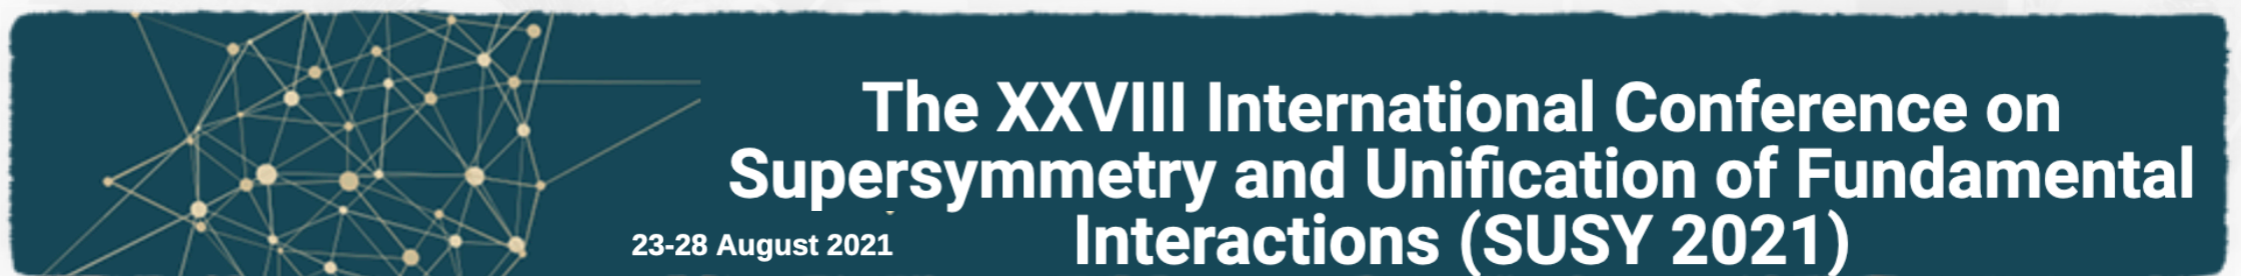 The XXVIII International Conference on
Supersymmetry and Unification of Fundamental
Interactions (SUSY 2021)
23-28 August 2021